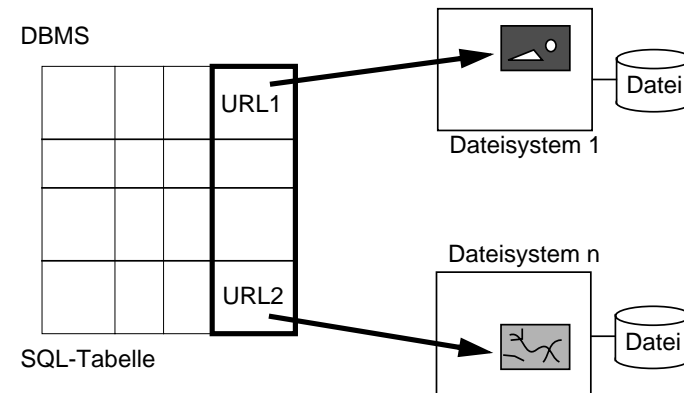 DBMS
URL1
URL2
SQL-Tabelle
Datei
Dateisystem 1
Dateisystem n
Datei